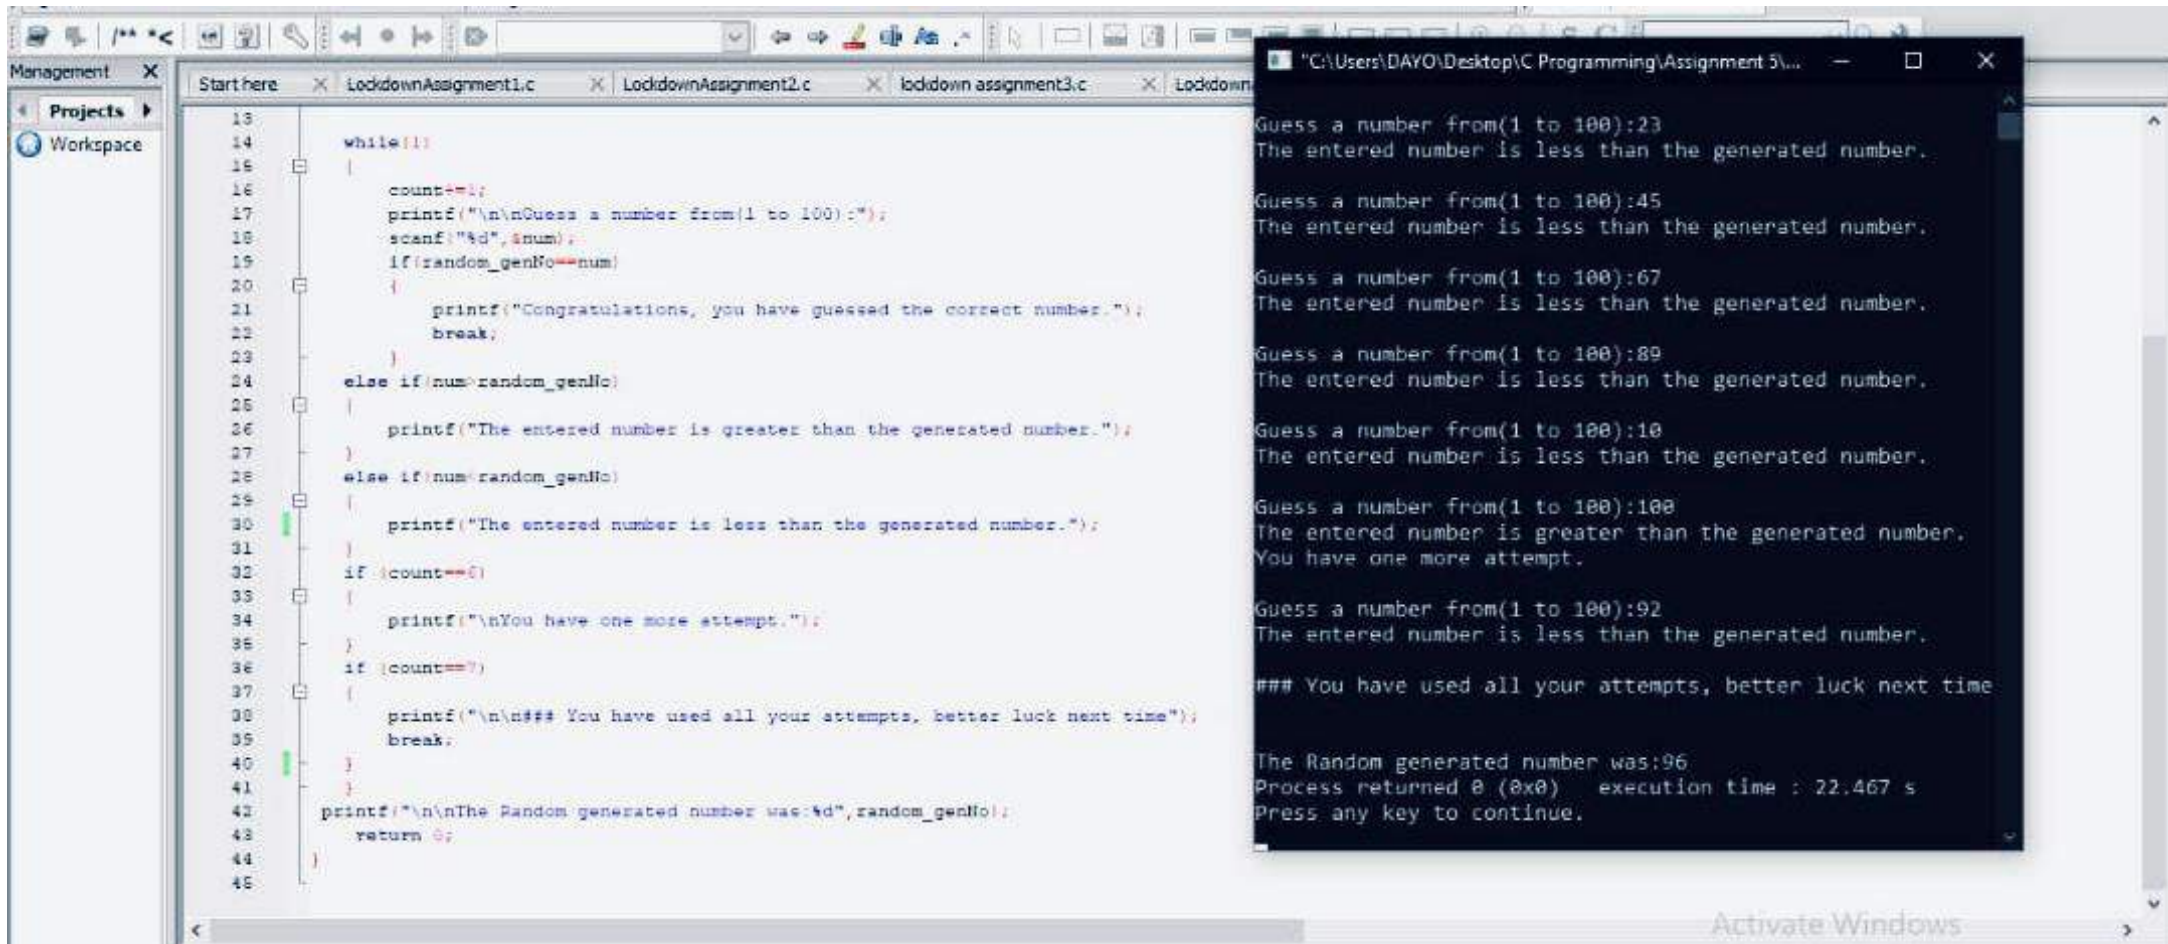 /** *<
Management X
Projects
Workspace
Start here
LockdownAssignment1.c
LockdownAssignment2.c
lockdown assignment3.c
Lockdown
13
14 while(1)
15 {
16 count+=1;
17 printf("\n\nGuess a number from(1 to 100):");
18 scanf("%d",&num);
19 if(random_genNo==num)
20 {
21 printf("Congratulations, you have guessed the correct number.");
22 break;
23 }
24 else if(num>random_genNo)
25 {
26 printf("The entered number is greater than the generated number.");
27 }
28 else if(num<random_genNo)
29 {
30 printf("The entered number is less than the generated number.");
31 }
32 if (count==6)
33 {
34 printf("\nYou have one more attempt.");
35 }
36 if (count==7)
37 {
38 printf("\n\n### You have used all your attempts, better luck next time");
39 break;
40 }
41 }
42 printf("\n\nThe Random generated number was:%d",random_genNo);
43 return 0;
44 }
45
"C:\Users\DAYO\Desktop\C Programming\Assignment 5\...
Guess a number from(1 to 100):23
The entered number is less than the generated number.
Guess a number from(1 to 100):45
The entered number is less than the generated number.
Guess a number from(1 to 100):67
The entered number is less than the generated number.
Guess a number from(1 to 100):89
The entered number is less than the generated number.
Guess a number from(1 to 100):10
The entered number is less than the generated number.
Guess a number from(1 to 100):100
The entered number is greater than the generated number.
You have one more attempt.
Guess a number from(1 to 100):92
The entered number is less than the generated number.
### You have used all your attempts, better luck next time
The Random generated number was:96
Process returned 0 (0x0) execution time : 22.467 s
Press any key to continue.
Activate Windows